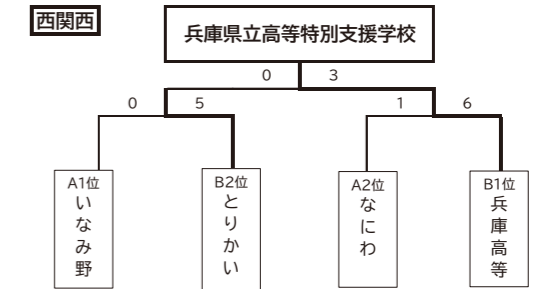 西関西
兵庫県立高等特別支援学校
0 3
0 5 1 6
A1位
いなみ野
B2位
とりかい
A2位
なにわ
B1位
兵庫高等